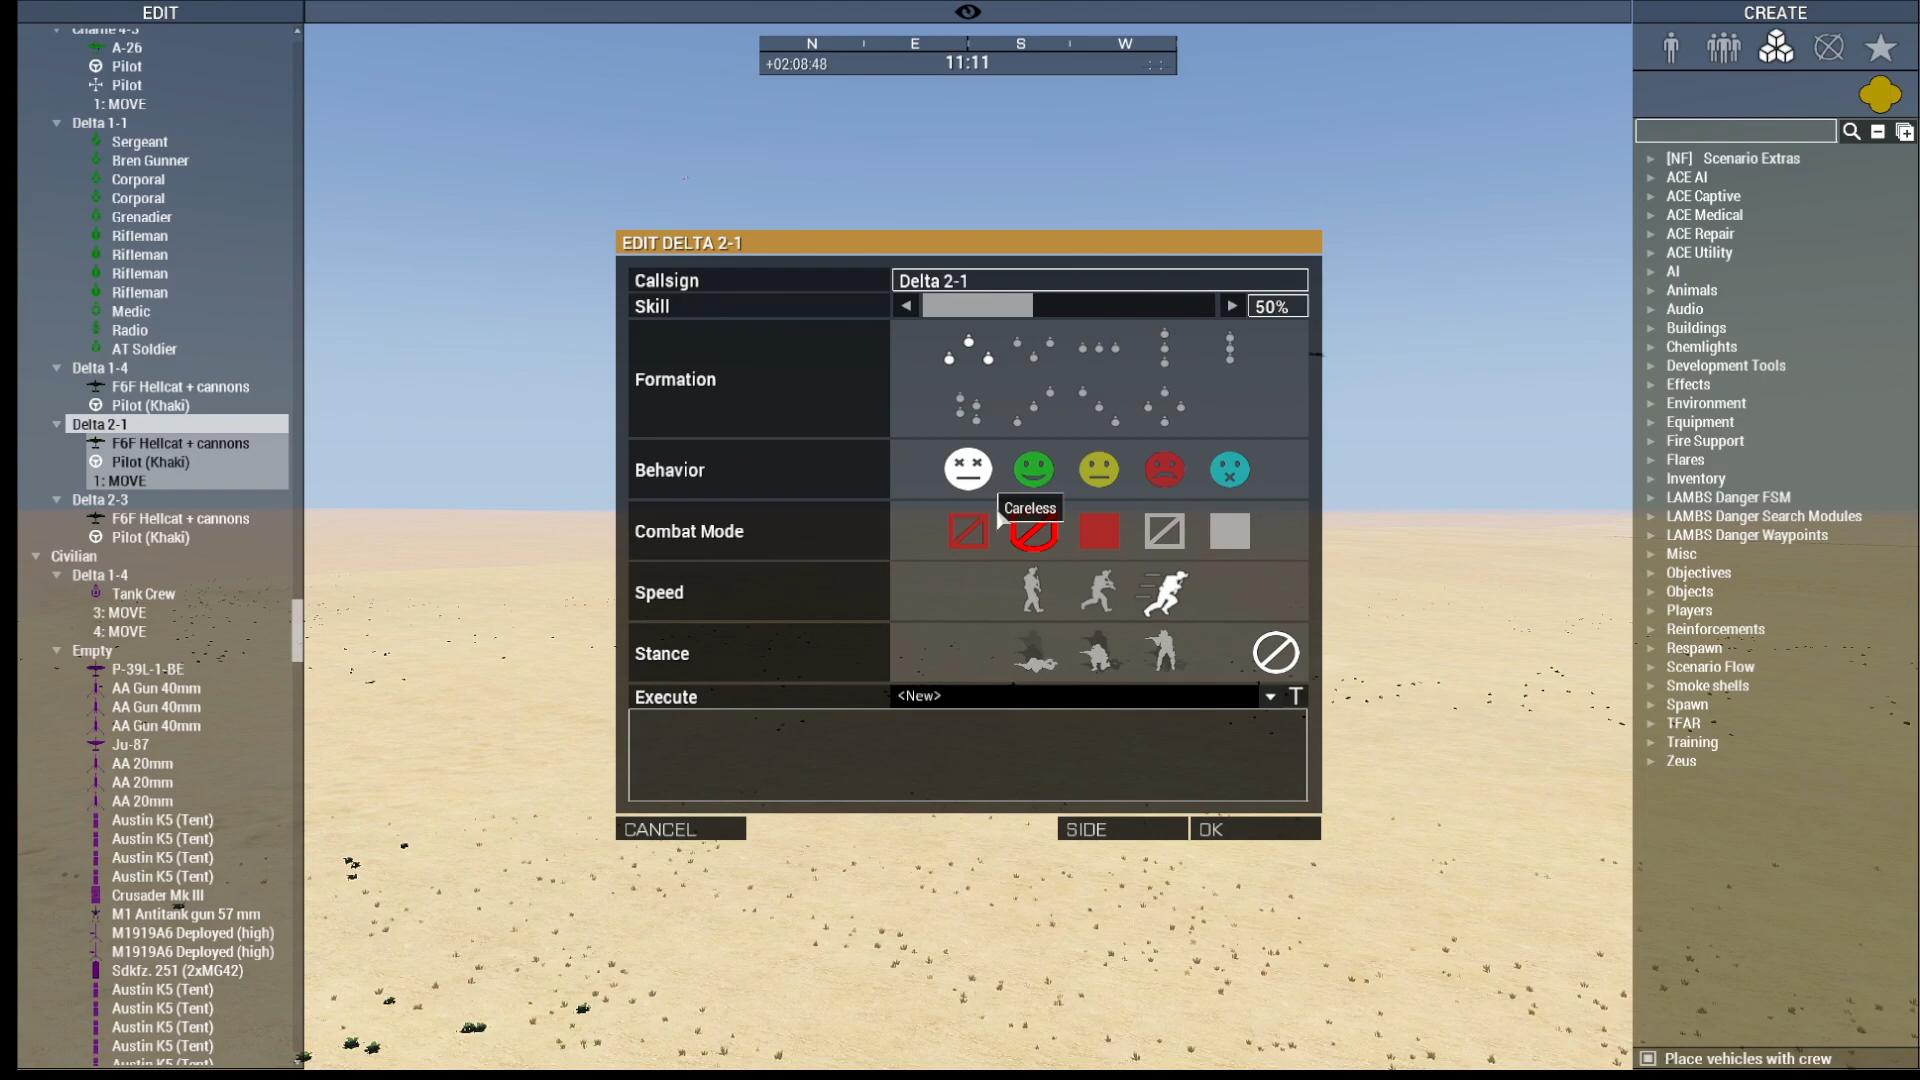 EDIT
Charlie 4-3
A-26
Pilot
Pilot
1: MOVE
Delta 1-1
Sergeant
Bren Gunner
Corporal
Corporal
Grenadier
Rifleman
Rifleman
Rifleman
Rifleman
Medic
Radio
AT Soldier
Delta 1-4
F6F Hellcat + cannons
Pilot (Khaki)
Delta 2-1
F6F Hellcat + cannons
Pilot (Khaki)
1: MOVE
Delta 2-3
F6F Hellcat + cannons
Pilot (Khaki)
Civilian
Delta 1-4
Tank Crew
3: MOVE
4: MOVE
Empty
P-39L-1-BE
AA Gun 40mm
AA Gun 40mm
AA Gun 40mm
Ju-87
AA 20mm
AA 20mm
AA 20mm
Austin K5 (Tent)
Austin K5 (Tent)
Austin K5 (Tent)
Austin K5 (Tent)
Crusader Mk III
M1 Antitank gun 57 mm
M1919A6 Deployed (high)
M1919A6 Deployed (high)
Sdkfz. 251 (2xMG42)
Austin K5 (Tent)
Austin K5 (Tent)
Austin K5 (Tent)
Austin K5 (Tent)
Austin K5 (Tent)
N E S W
+02:08:48 11:11 : :
EDIT DELTA 2-1
Callsign Delta 2-1
Skill 50%
Formation
Behavior
Careless
Combat Mode
Speed
Stance
Execute <New> T
CANCEL SIDE OK
CREATE
[NF] Scenario Extras
ACE AI
ACE Captive
ACE Medical
ACE Repair
ACE Utility
AI
Animals
Audio
Buildings
Chemlights
Development Tools
Effects
Environment
Equipment
Fire Support
Flares
Inventory
LAMBS Danger FSM
LAMBS Danger Search Modules
LAMBS Danger Waypoints
Misc
Objectives
Objects
Players
Reinforcements
Respawn
Scenario Flow
Smoke shells
Spawn
TFAR
Training
Zeus
Place vehicles with crew